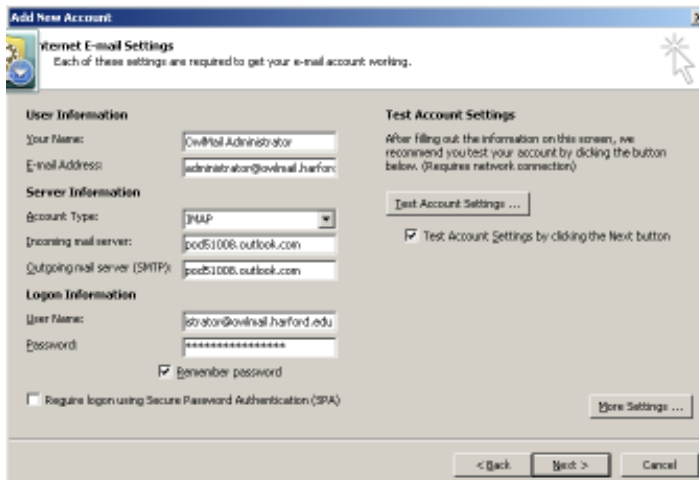 Add New Account
Internet E-mail Settings
Each of these settings are required to get your e-mail account working.
User Information
Your Name:
OwlMail Administrator
E-mail Address:
administrator@owlmail.harford
Server Information
Account Type:
IMAP
Incoming mail server:
pod51008.outlook.com
Outgoing mail server (SMTP):
pod51008.outlook.com
Logon Information
User Name:
istrator@owlmail.harford.edu
Password:
****************
Remember password
Require logon using Secure Password Authentication (SPA)
Test Account Settings
After filling out the information on this screen, we
recommend you test your account by clicking the button
below. (Requires network connection)
Test Account Settings ...
Test Account Settings by clicking the Next button
More Settings ...
< Back
Next >
Cancel